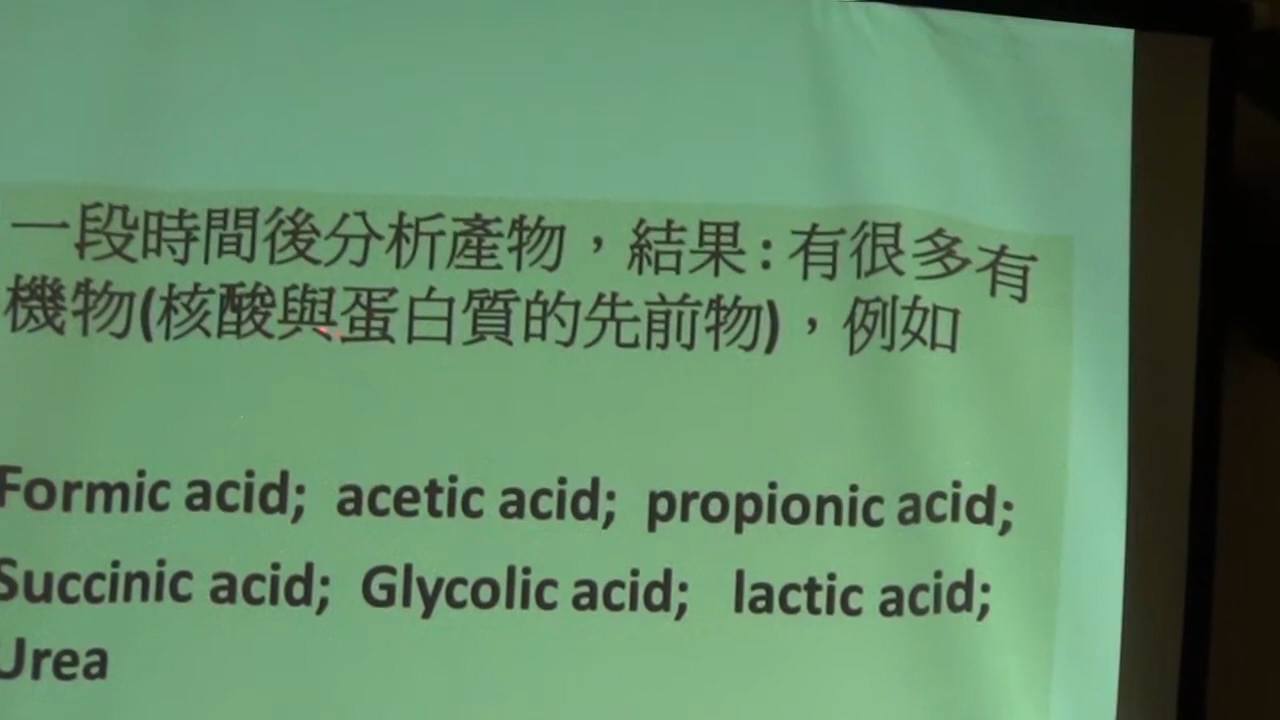 一段時間後分析產物，結果:有很多有
機物(核酸與蛋白質的先前物)，例如
Formic acid; acetic acid; propionic acid;
Succinic acid; Glycolic acid; lactic acid;
Urea